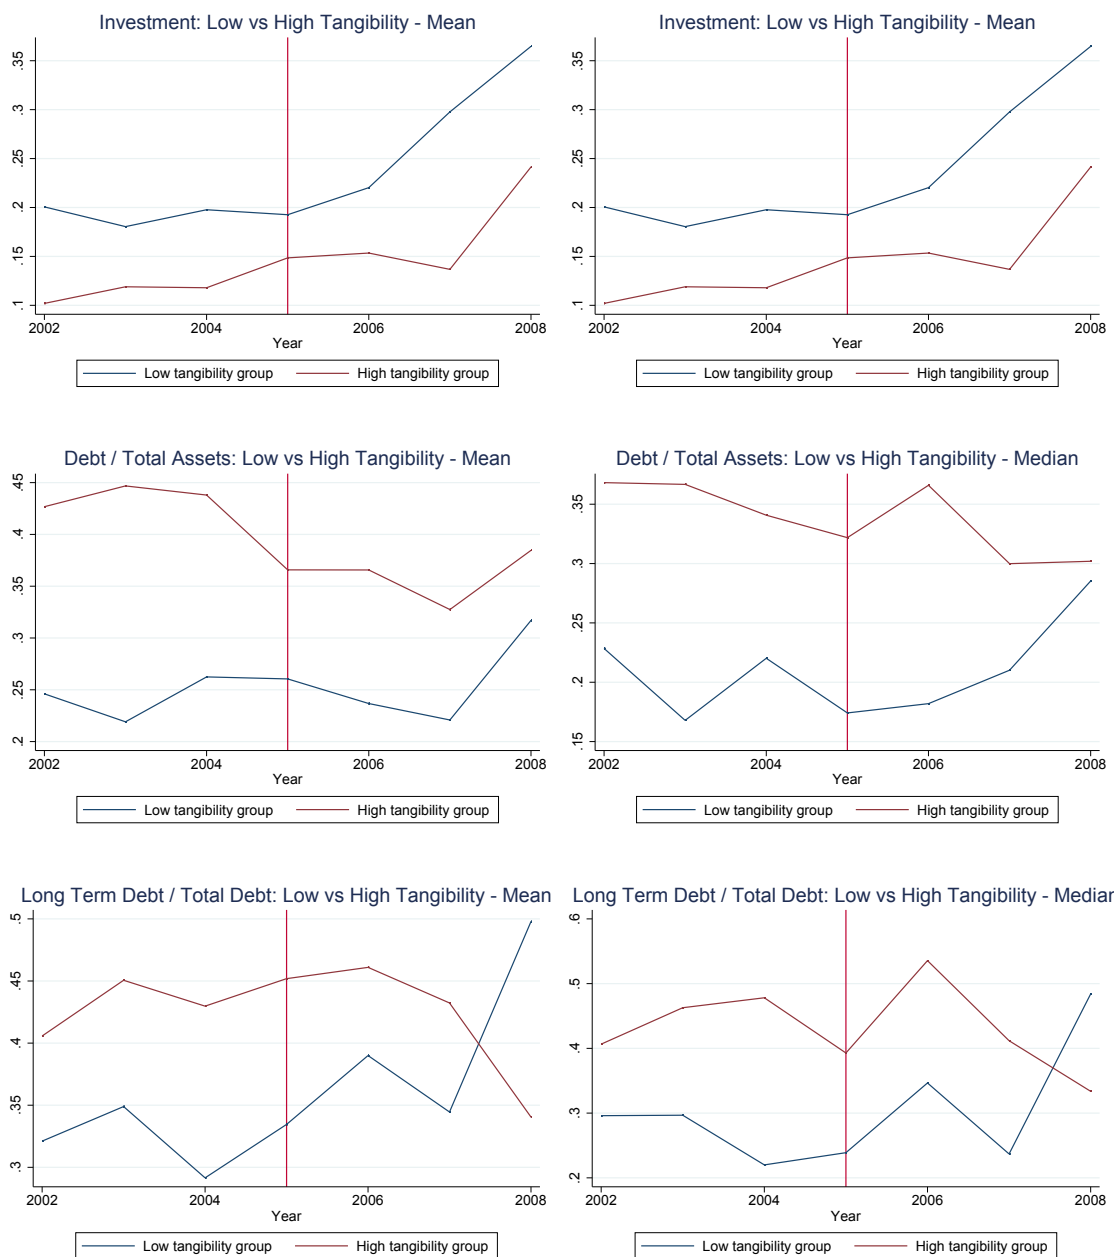 Investment: Low vs High Tangibility - Mean
.35
.3
.25
.2
.15
.1
2002 2004 2006 2008
Year
Low tangibility group High tangibility group
Investment: Low vs High Tangibility - Mean
.35
.3
.25
.2
.15
.1
2002 2004 2006 2008
Year
Low tangibility group High tangibility group
Debt / Total Assets: Low vs High Tangibility - Mean
.45
.4
.35
.3
.25
.2
2002 2004 2006 2008
Year
Low tangibility group High tangibility group
Debt / Total Assets: Low vs High Tangibility - Median
.35
.3
.25
.2
.15
2002 2004 2006 2008
Year
Low tangibility group High tangibility group
Long Term Debt / Total Debt: Low vs High Tangibility - Mean
.5
.45
.4
.35
.3
2002 2004 2006 2008
Year
Low tangibility group High tangibility group
Long Term Debt / Total Debt: Low vs High Tangibility - Median
.6
.5
.4
.3
.2
2002 2004 2006 2008
Year
Low tangibility group High tangibility group